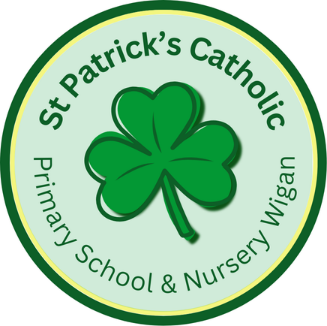 St Patrick's Catholic
Primary School & Nursery Wigan